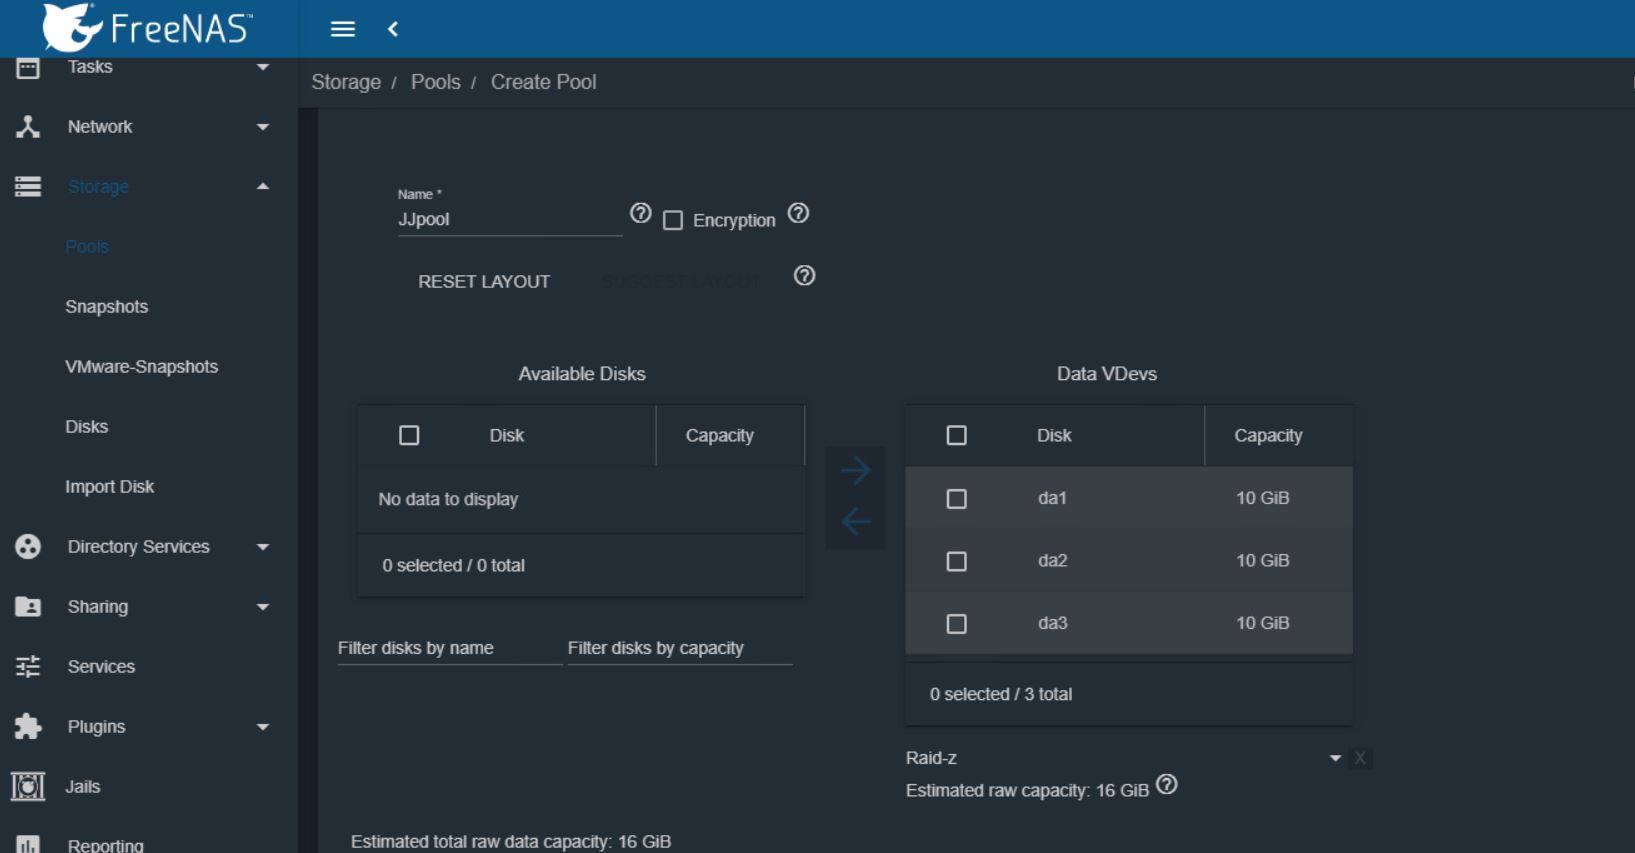 FreeNAS™
Tasks
Network
Storage
Pools
Snapshots
VMware-Snapshots
Disks
Import Disk
Directory Services
Sharing
Services
Plugins
Jails
Reporting
Storage / Pools / Create Pool
Name *
JJpool
Encryption
RESET LAYOUT SUGGEST LAYOUT
Available Disks
Disk Capacity
No data to display
0 selected / 0 total
Filter disks by name Filter disks by capacity
Data VDevs
Disk Capacity
da1 10 GiB
da2 10 GiB
da3 10 GiB
0 selected / 3 total
Raid-z X
Estimated raw capacity: 16 GiB
Estimated total raw data capacity: 16 GiB